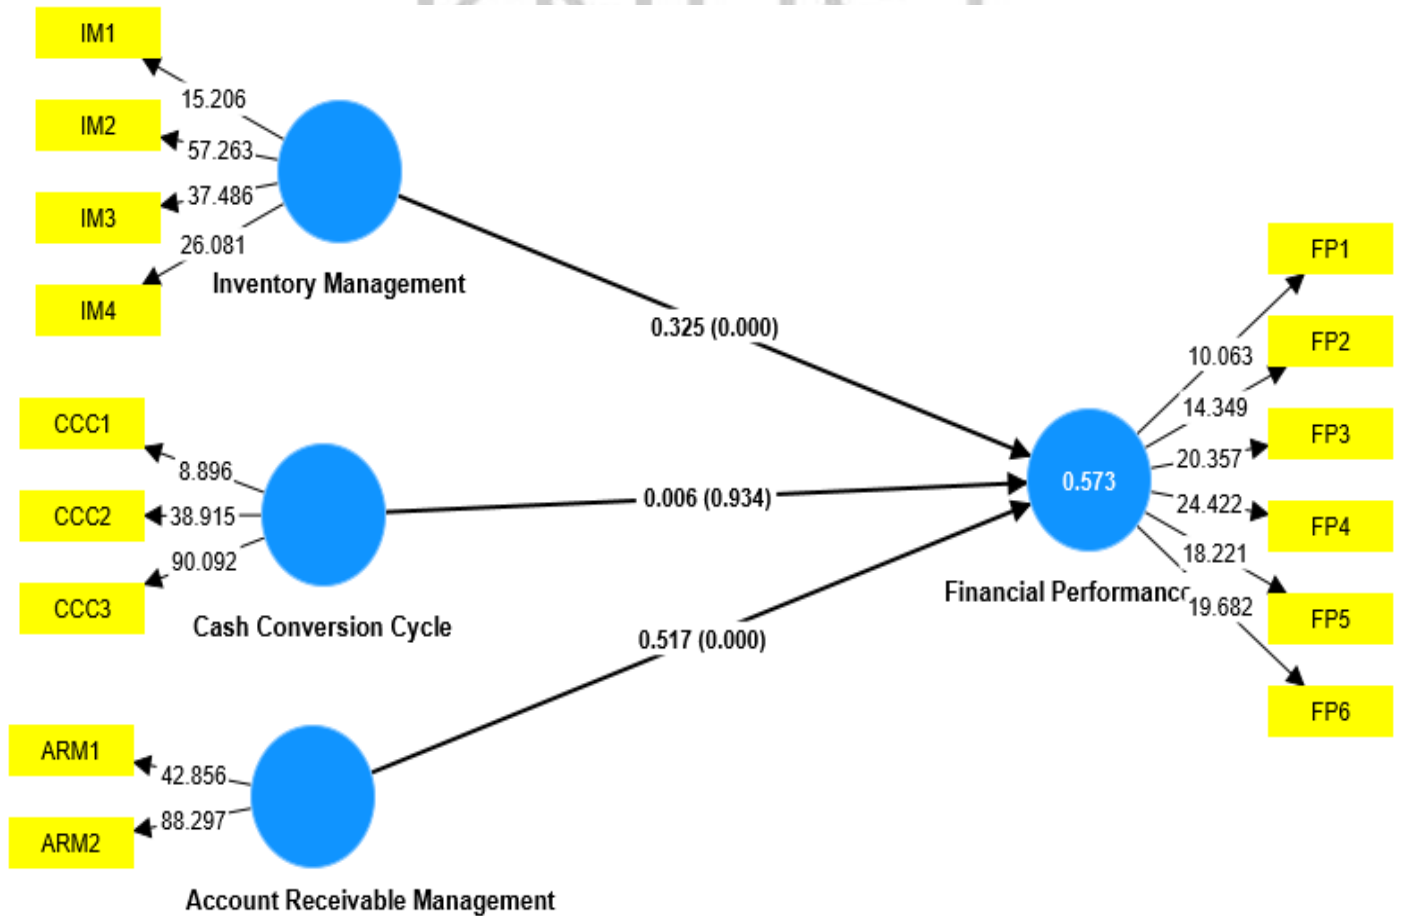 IM1
15.206
IM2
57.263
IM3
37.486
26.081
IM4
Inventory Management
0.325 (0.000)
CCC1
8.896
CCC2
38.915
90.092
CCC3
Cash Conversion Cycle
0.006 (0.934)
ARM1
42.856
88.297
ARM2
Account Receivable Management
0.517 (0.000)
0.573
Financial Performance
FP1
10.063
FP2
14.349
FP3
20.357
24.422
FP4
18.221
FP5
19.682
FP6